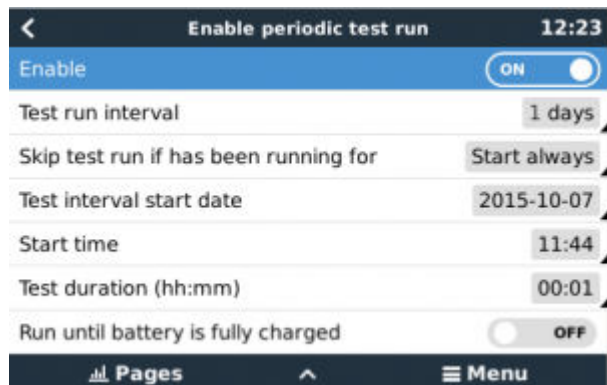 Enable periodic test run 12:23
Enable ON
Test run interval 1 days
Skip test run if has been running for Start always
Test interval start date 2015-10-07
Start time 11:44
Test duration (hh:mm) 00:01
Run until battery is fully charged OFF
Pages Menu